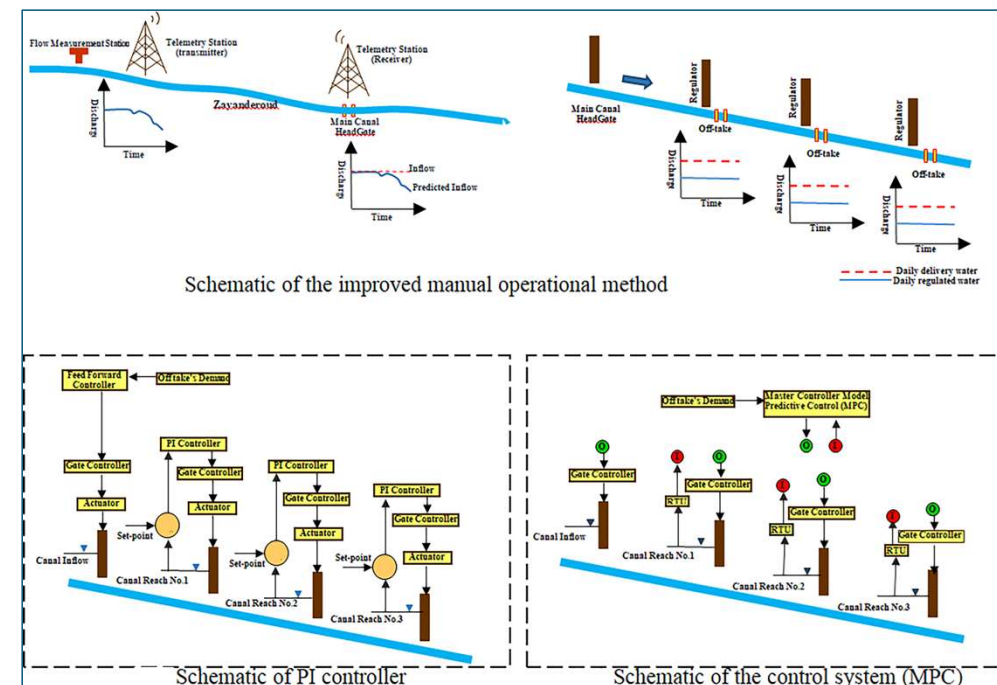 Flow Measurement Station
Telemetry Station
(transmitter)
Telemetry Station
(Receiver)
Zayanderoud
Main Canal
HeadGate
Discharge
Time
Discharge
Inflow
Predicted Inflow
Time
Main Canal
HeadGate
Regulator
Off-take
Regulator
Off-take
Regulator
Off-take
Discharge
Time
Discharge
Time
Discharge
Time
Daily delivery water
Daily regulated water
Schematic of the improved manual operational method
Feed Forward
Controller
Off take's Demand
Gate Controller
Actuator
Canal Inflow
PI Controller
Gate Controller
Actuator
Set-point
Canal Reach No.1
PI Controller
Gate Controller
Actuator
Set-point
Canal Reach No.2
PI Controller
Gate Controller
Actuator
Set-point
Canal Reach No.3
Schematic of PI controller
Off take's Demand
Master Controller Model
Predictive Control (MPC)
O
I
O
Gate Controller
Canal Inflow
I
O
Gate Controller
RTU
Canal Reach No.1
I
O
Gate Controller
RTU
Canal Reach No.2
I
O
Gate Controller
RTU
Canal Reach No.3
Schematic of the control system (MPC)